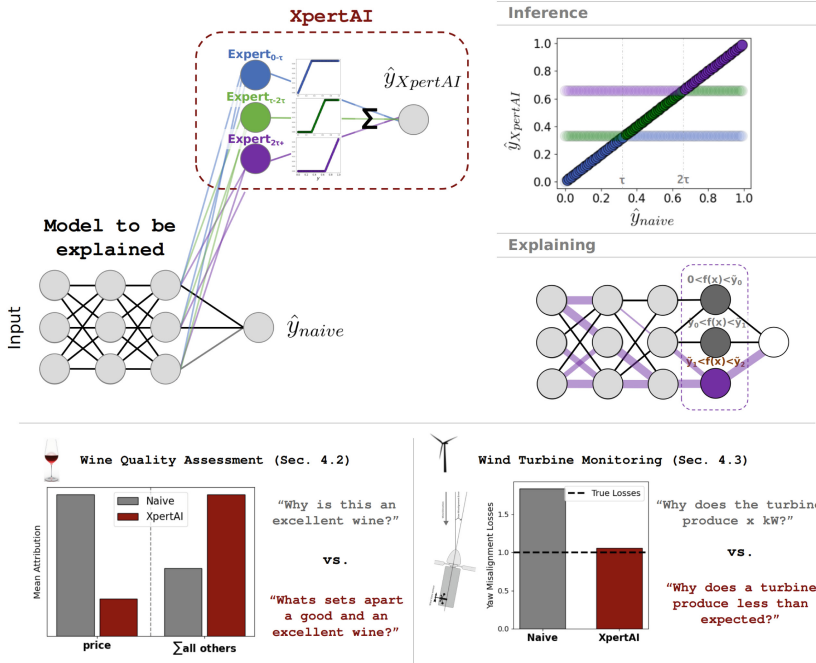 XpertAI
Expert0-τ
Expertτ-2τ
Expert2τ+
y
Σ
ŷXpertAI
Model to be
explained
Input
ŷnaive
Inference
ŷXpertAI
1.0
0.8
0.6
0.4
0.2
0.0
τ
2τ
0.0 0.2 0.4 0.6 0.8 1.0
ŷnaive
Explaining
0<f(x)<ỹ0
ỹ0<f(x)<ỹ1
ỹ1<f(x)<ỹ2
Wine Quality Assessment (Sec. 4.2)
Mean Attribution
Naive
XpertAI
price
∑all others
“Why is this an
excellent wine?”
vs.
“Whats sets apart
a good and an
excellent wine?”
Wind Turbine Monitoring (Sec. 4.3)
Yaw Misalignment Losses
1.5
1.0
0.5
0.0
True Losses
Naive
XpertAI
“Why does the turbine
produce x kW?”
vs.
“Why does a turbine
produce less than
expected?”